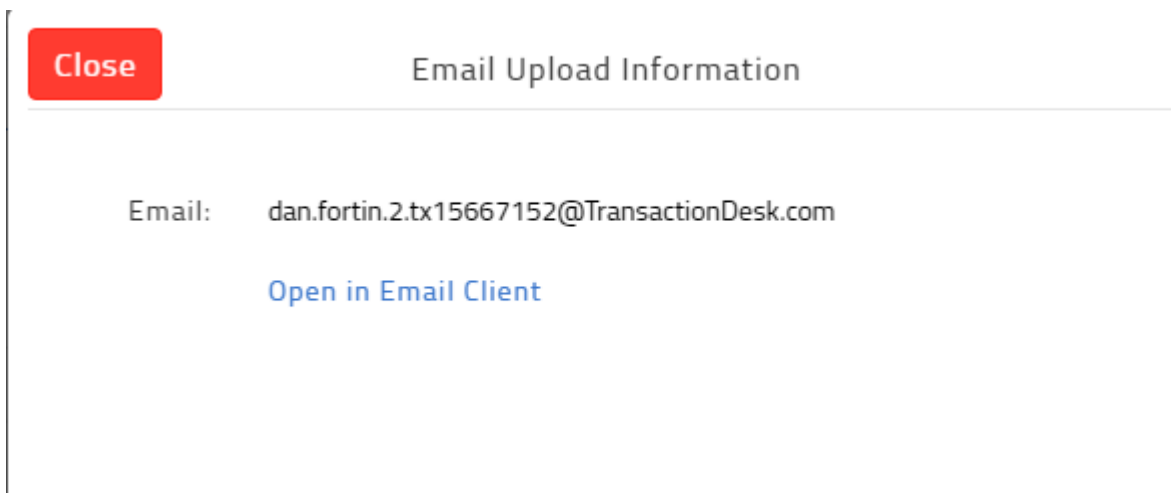 Close
Email Upload Information
Email: dan.fortin.2.tx15667152@TransactionDesk.com
Open in Email Client